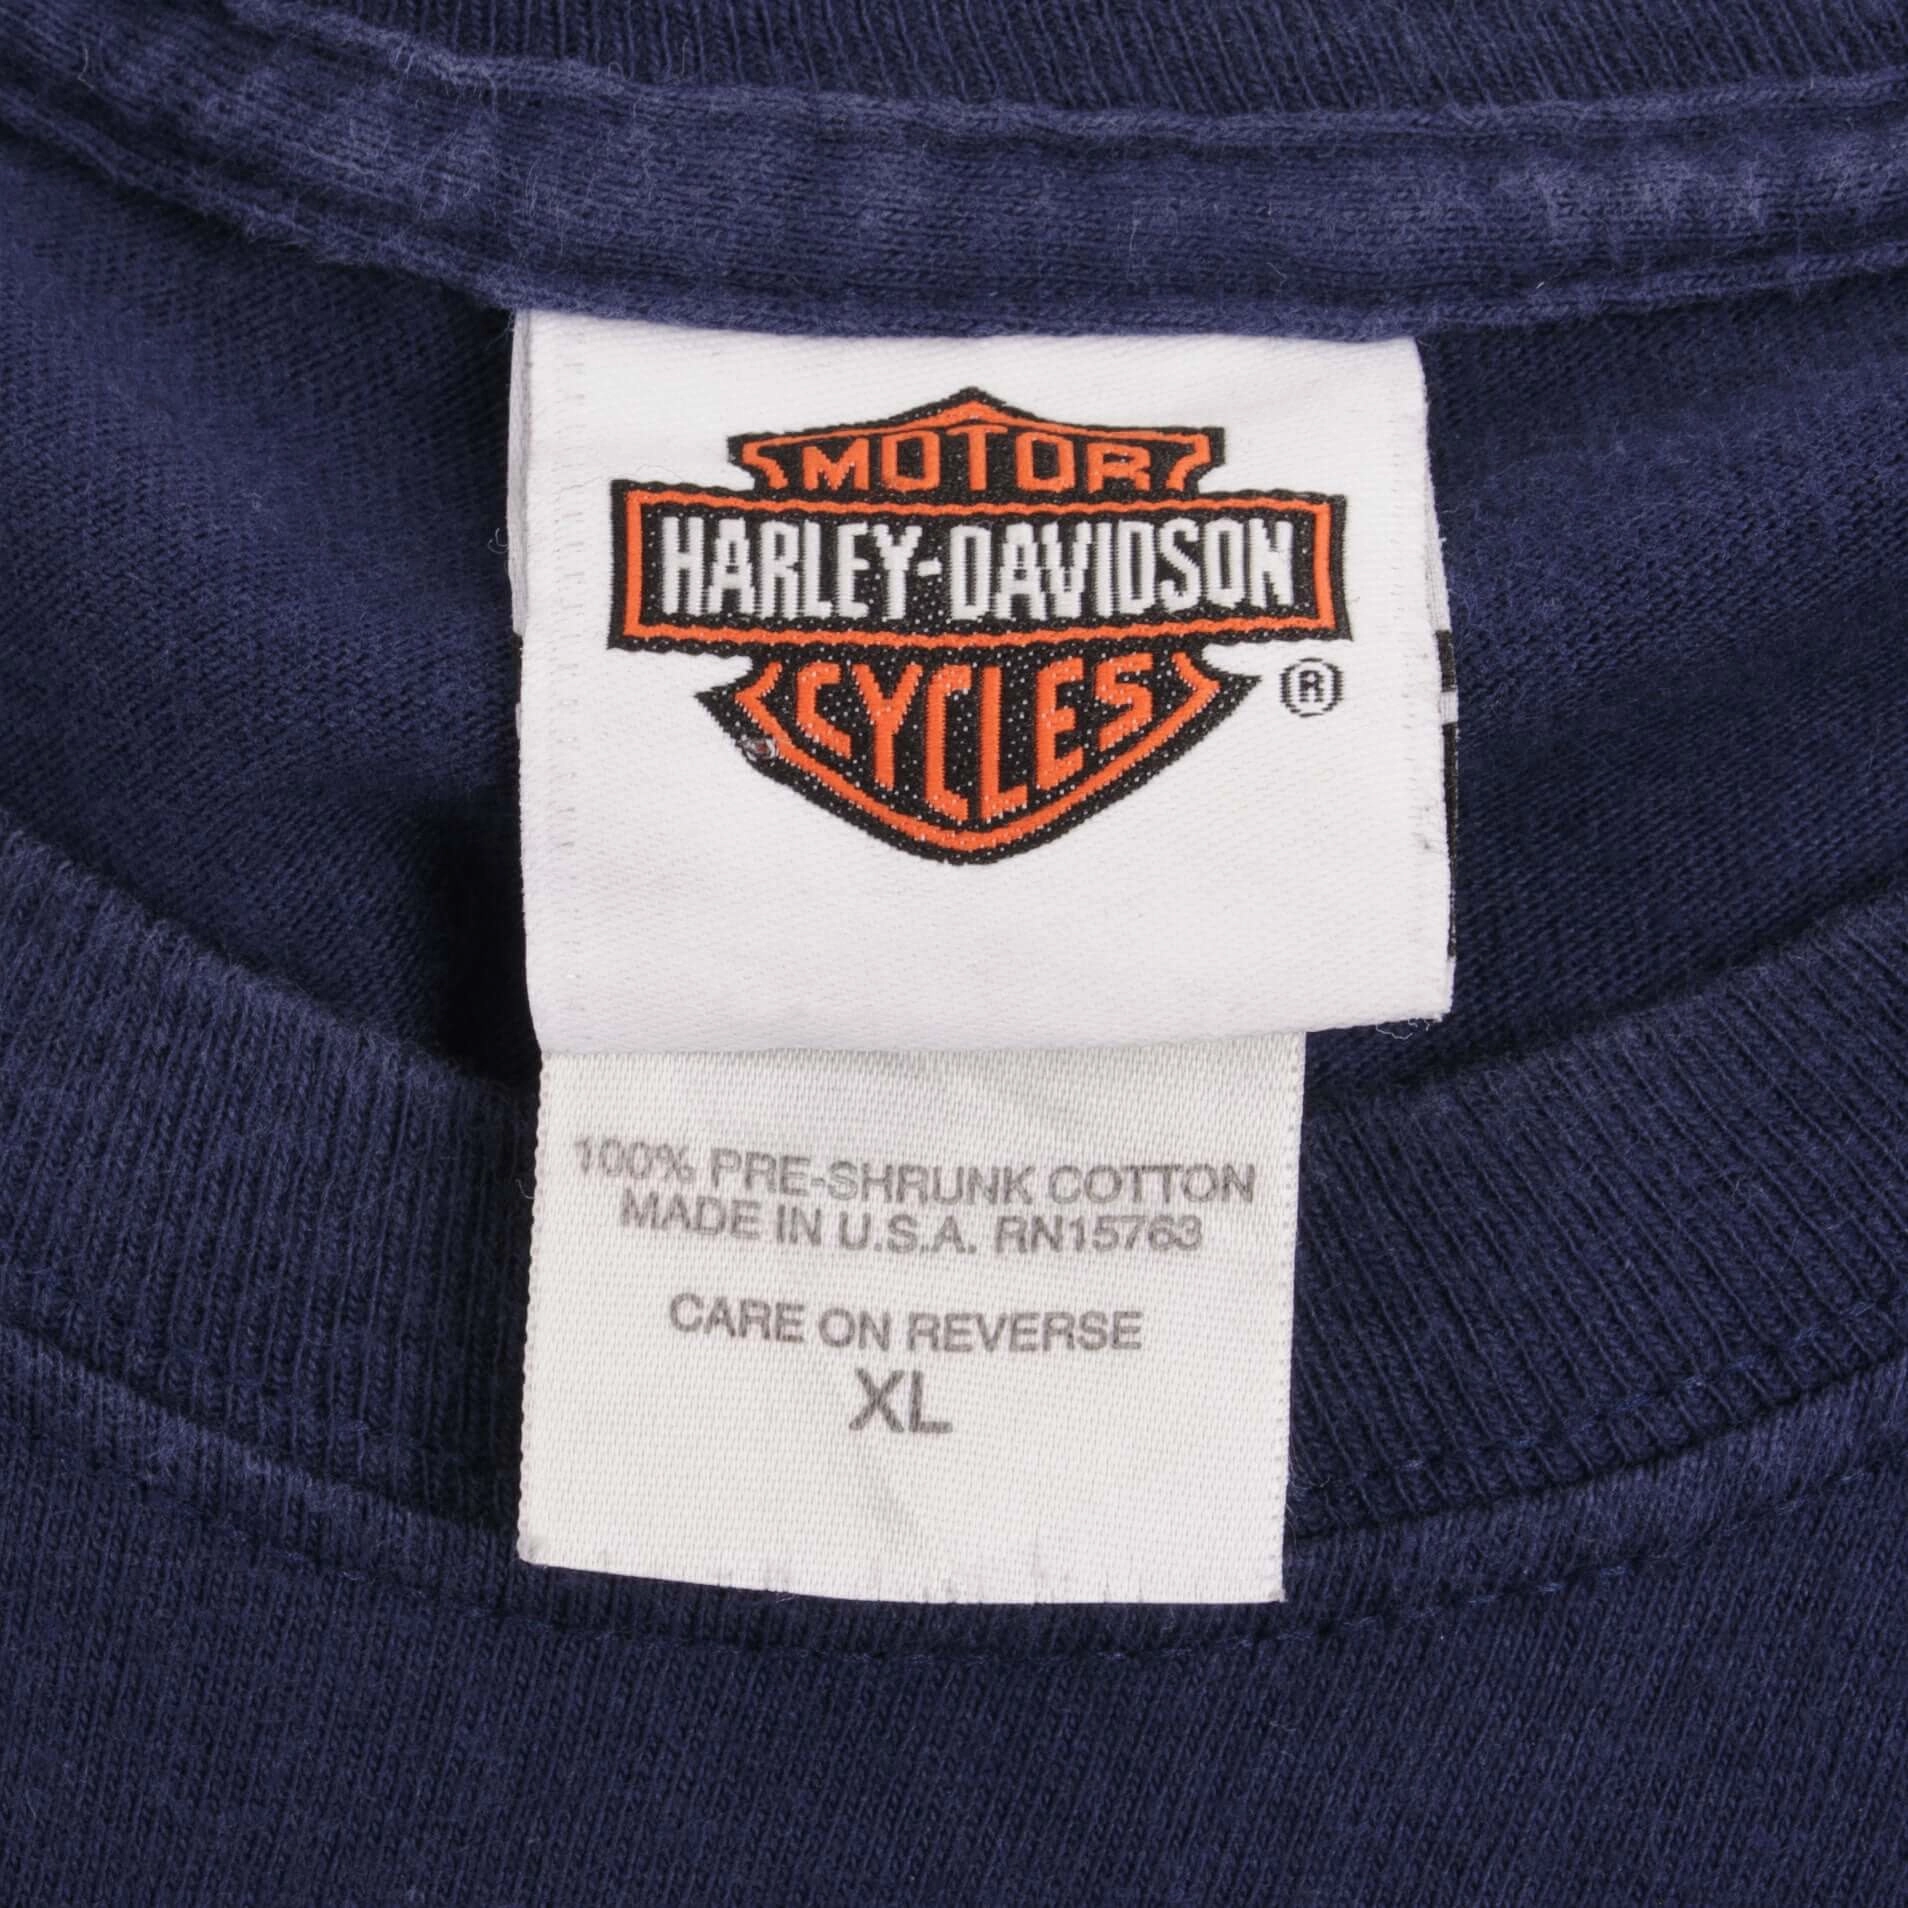 MOTOR
HARLEY-DAVIDSON
CYCLES
®
100% PRE-SHRUNK COTTON
MADE IN U.S.A. RN15763
CARE ON REVERSE
XL